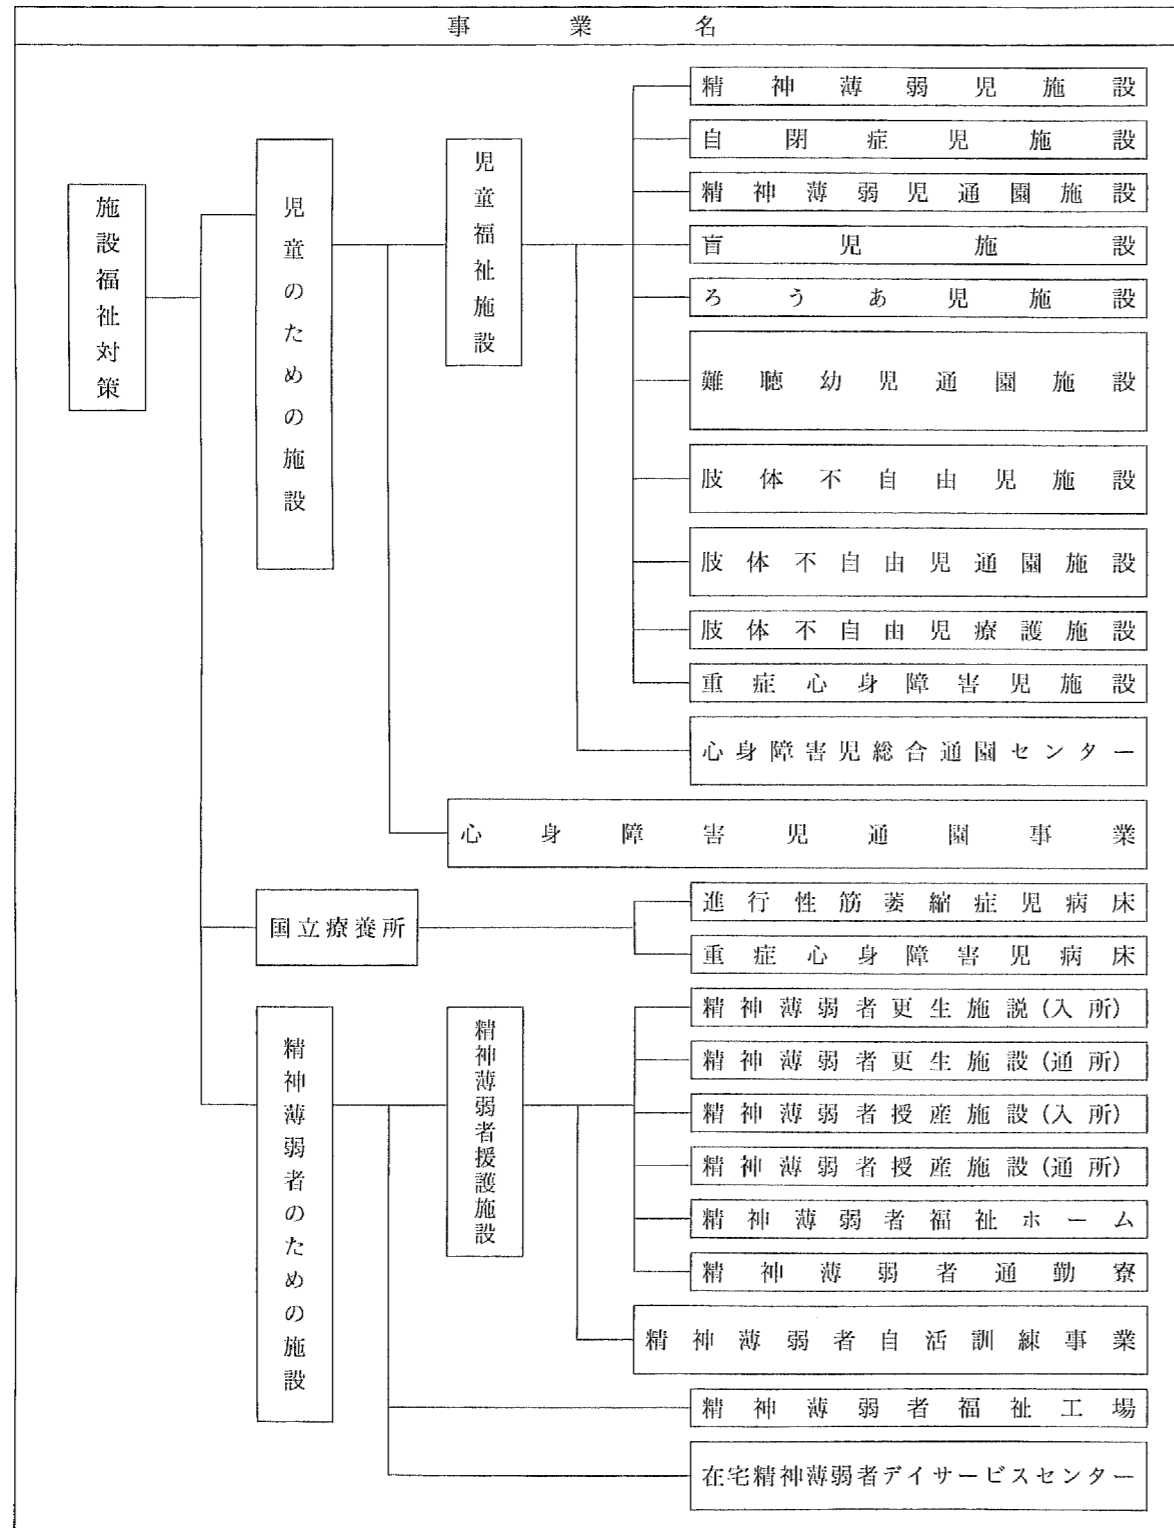 事業名
施設福祉対策
児童のための施設
児童福祉施設
精神薄弱児施設
自閉症児施設
精神薄弱児通園施設
盲児施設
ろうあ児施設
難聴幼児通園施設
肢体不自由児施設
肢体不自由児通園施設
肢体不自由児療護施設
重症心身障害児施設
心身障害児総合通園センター
心身障害児通園事業
国立療養所
進行性筋萎縮症児病床
重症心身障害児病床
精神薄弱者のための施設
精神薄弱者援護施設
精神薄弱者更生施説(入所)
精神薄弱者更生施設(通所)
精神薄弱者授産施設(入所)
精神薄弱者授産施設(通所)
精神薄弱者福祉ホーム
精神薄弱者通勤寮
精神薄弱者自活訓練事業
精神薄弱者福祉工場
在宅精神薄弱者デイサービスセンター